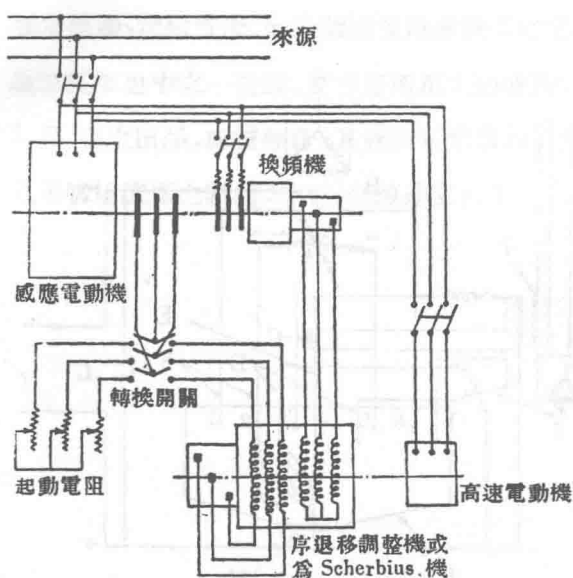 來源
換頻機
感應電動機
轉換開關
起動電阻
高速電動機
序退移調整機或
爲 Scherbius 機